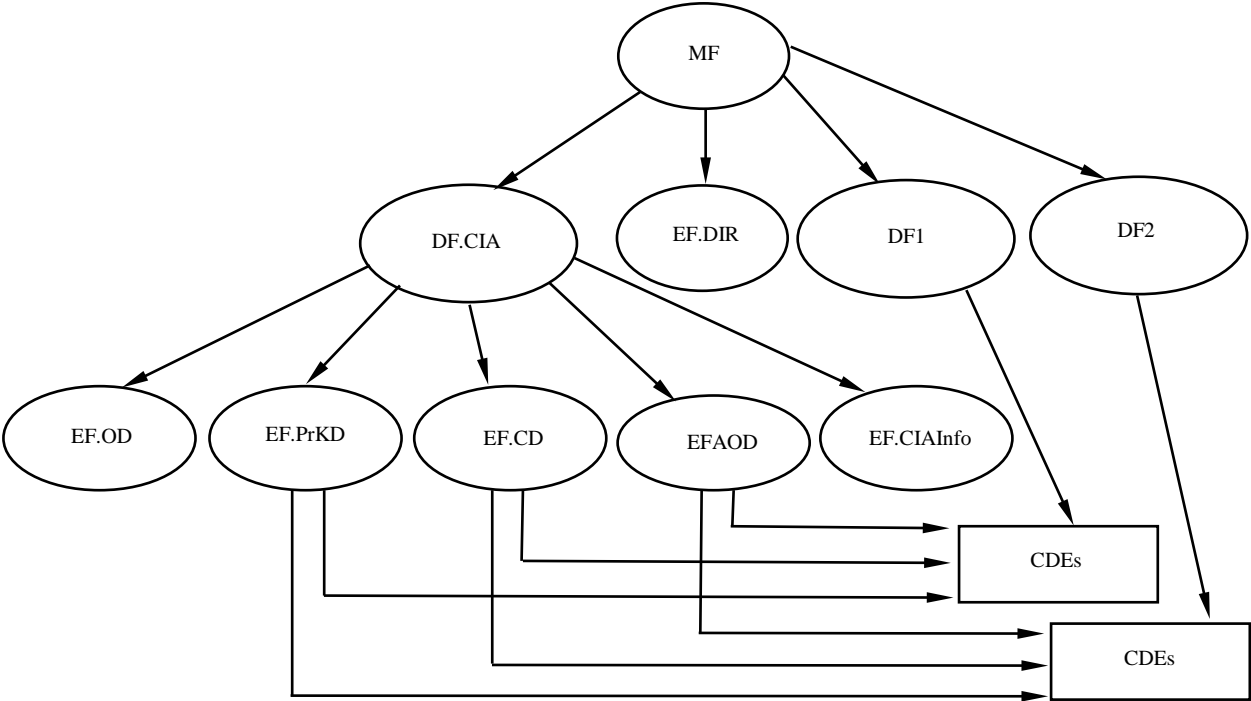 MF
DF.CIA
EF.DIR
DF1
DF2
EF.OD
EF.PrKD
EF.CD
EFAOD
EF.CIAInfo
CDEs
CDEs